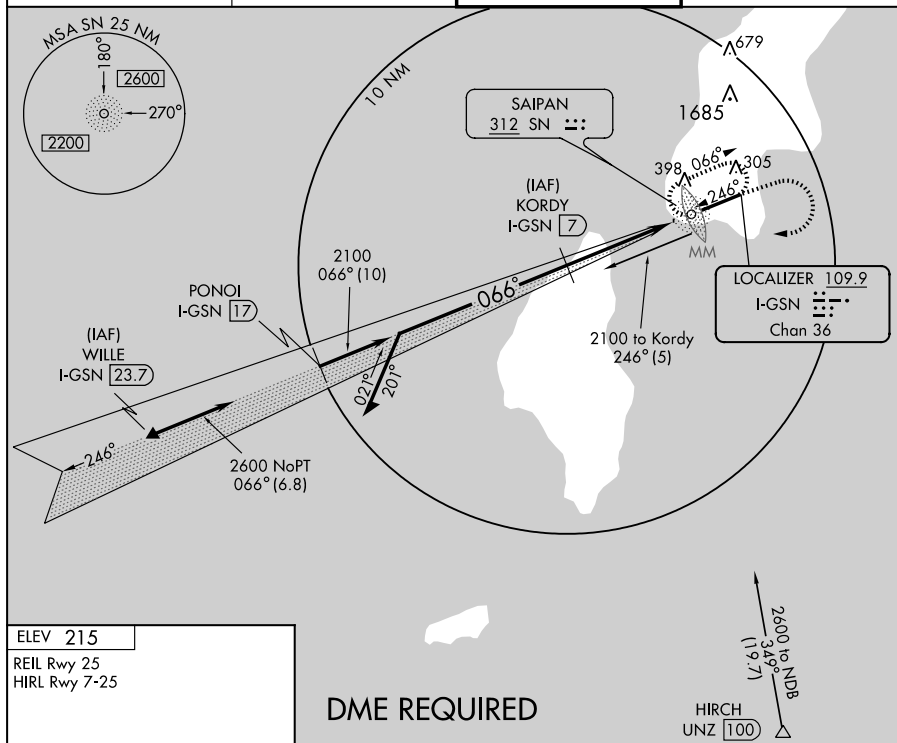 MSA SN 25 NM
180°
2600
270°
2200
10 NM
679
1685
SAIPAN
312 SN
398
066°
305
246°
MM
(IAF)
KORDY
I-GSN 7
2100
066° (10)
PONOI
I-GSN 17
066°
LOCALIZER 109.9
I-GSN
Chan 36
(IAF)
WILLE
I-GSN 23.7
2100 to Kordy
246° (5)
021°
201°
246°
2600 NoPT
066° (6.8)
ELEV 215
REIL Rwy 25
HIRL Rwy 7-25
DME REQUIRED
2600 to NDB
349°
(19.7)
HIRCH
UNZ 100